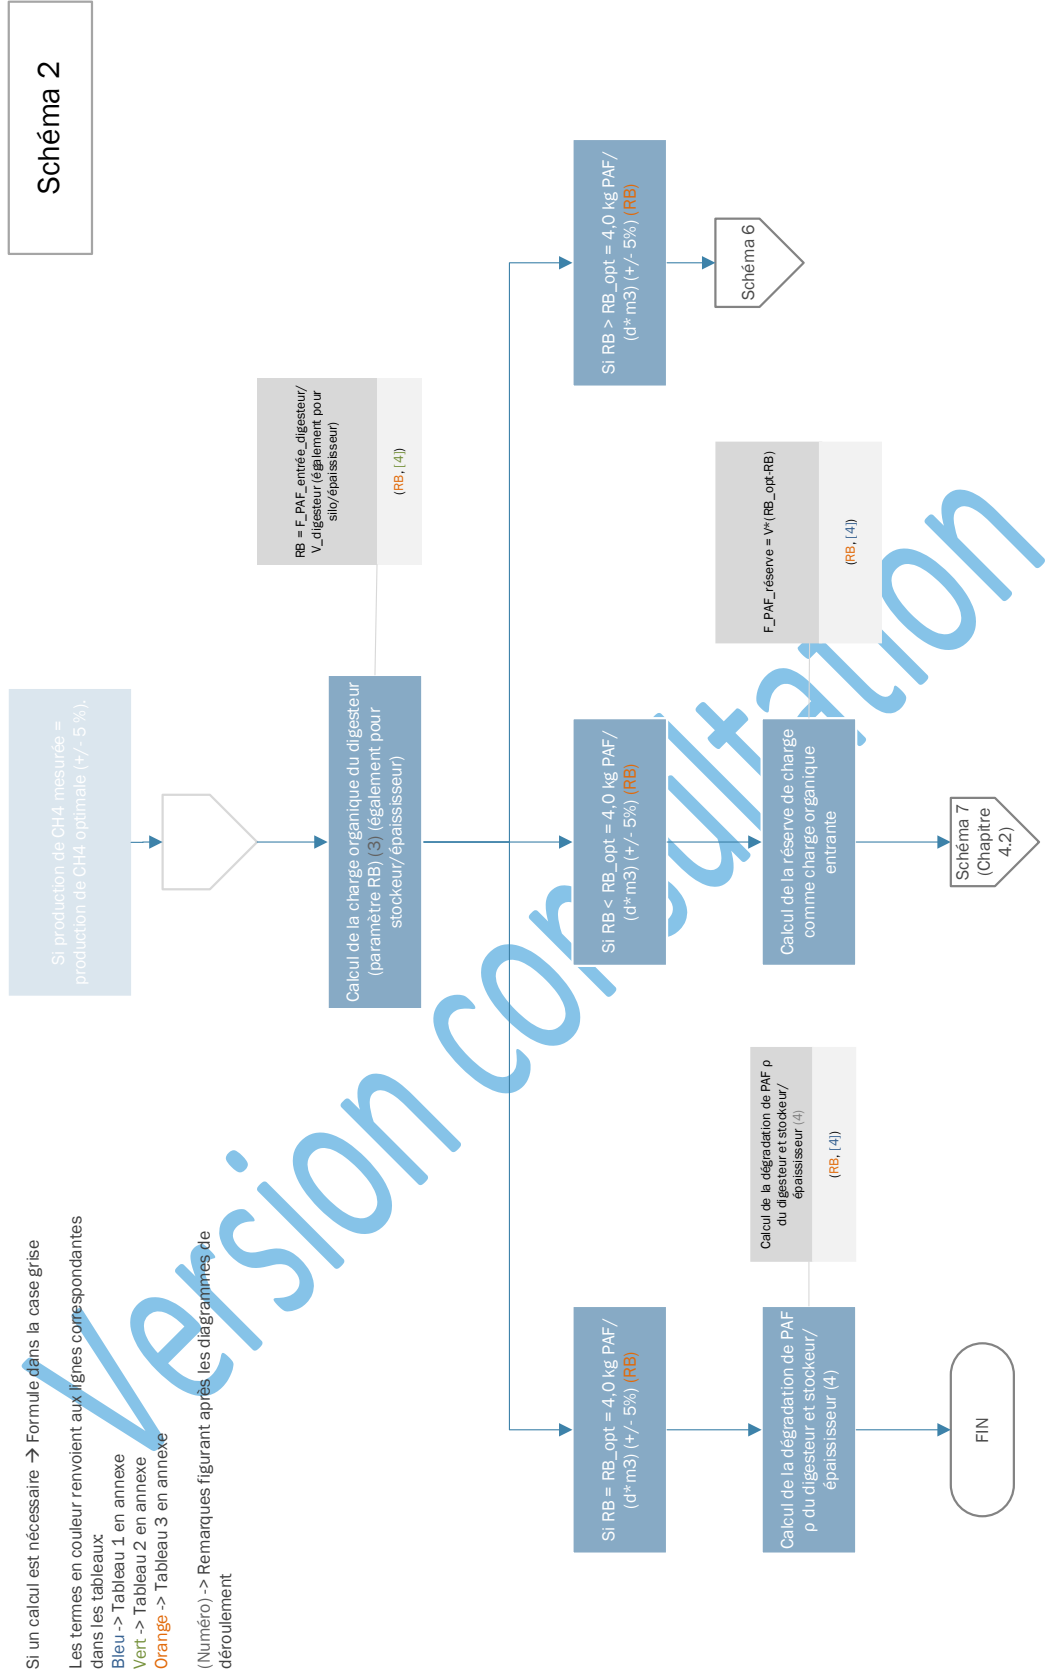 Schéma 2
Si un calcul est nécessaire → Formule dans la case grise
Les termes en couleur renvoient aux lignes correspondantes
dans les tableaux:
Bleu -> Tableau 1 en annexe
Vert -> Tableau 2 en annexe
Orange -> Tableau 3 en annexe
(Numéro) -> Remarques figurant après les diagrammes de
déroulement
Si production de CH4 mesurée =
production de CH4 optimale (+/- 5 %).
Calcul de la charge organique du digesteur
(paramètre RB) (3) (également pour
stockeur/épaississeur)
RB = F_PAF_entrée_digesteur/
V_digesteur (également pour
silo/épaississeur)
(RB, [4])
Si RB = RB_opt = 4,0 kg PAF/
(d*m3) (+/- 5%) (RB)
Si RB < RB_opt = 4,0 kg PAF/
(d*m3) (+/- 5%) (RB)
Si RB > RB_opt = 4,0 kg PAF/
(d*m3) (+/- 5%) (RB)
Calcul de la dégradation de PAF
ρ du digesteur et stockeur/
épaississeur (4)
Calcul de la dégradation de PAF ρ
du digesteur et stockeur/
épaississeur (4)
(RB, [4])
Calcul de la réserve de charge
comme charge organique
entrante
F_PAF_réserve = V*(RB_opt-RB)
(RB, [4])
Schéma 6
FIN
Schéma 7
(Chapitre
4.2)
Version consultation